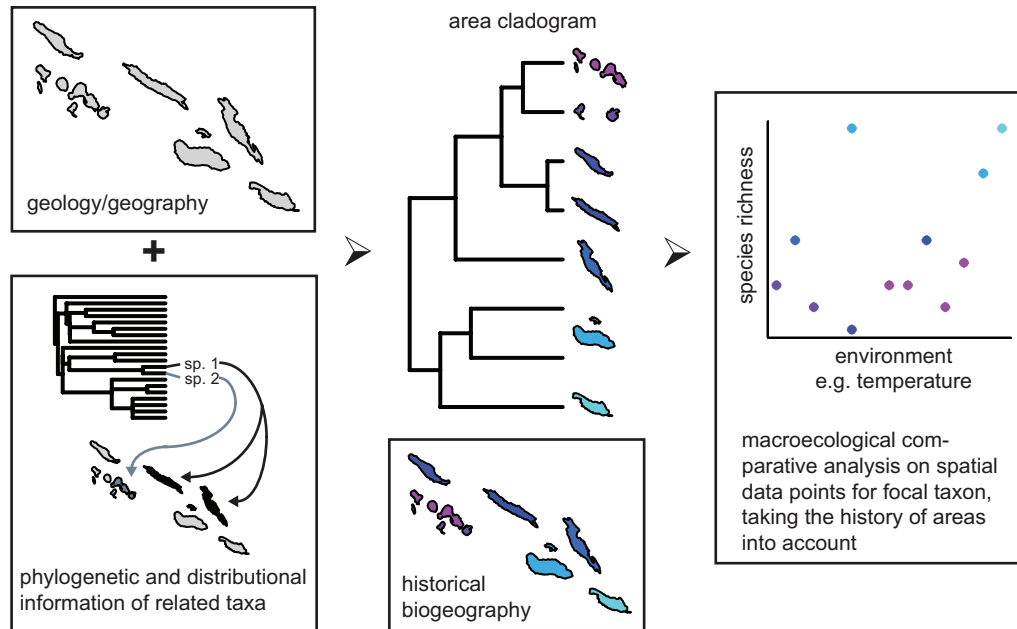 geology/geography
+
sp. 1
sp. 2
phylogenetic and distributional
information of related taxa
area cladogram
historical
biogeography
species richness
environment
e.g. temperature
macroecological com-
parative analysis on spatial
data points for focal taxon,
taking the history of areas
into account